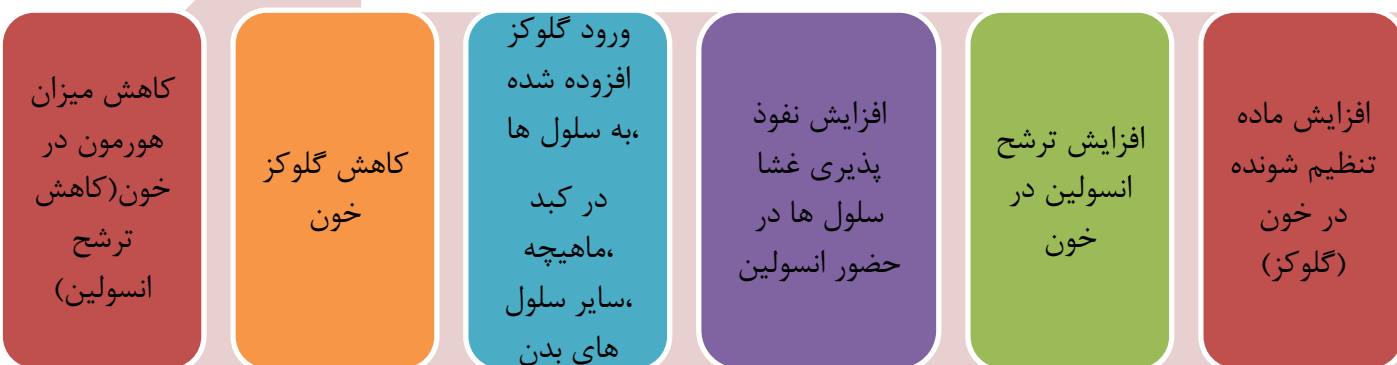 افزایش ماده
تنظیم شونده
در خون
(گلوکز)
افزایش ترشح
انسولین در
خون
افزایش نفوذ
پذیری غشا
سلول ها در
حضور انسولین
ورود گلوکز
افزوده شده
به سلول ها،
در کبد
،ماهیچه
،سایر سلول
های بدن
کاهش گلوکز
خون
کاهش میزان
هورمون در
خون(کاهش
ترشح
انسولین)